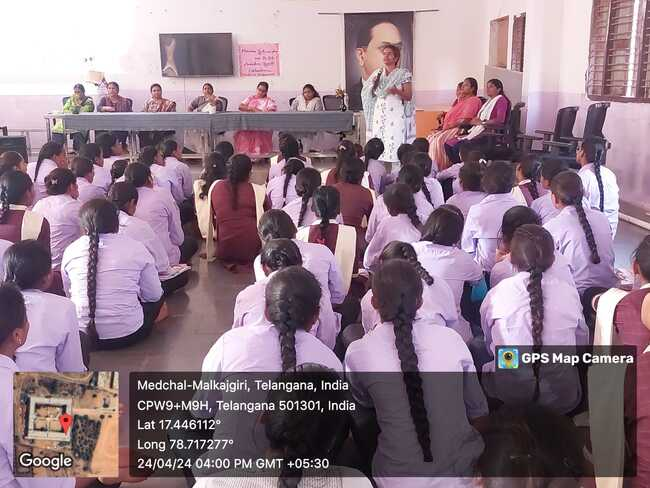 GPS Map Camera
Medchal-Malkajgiri, Telangana, India
CPW9+M9H, Telangana 501301, India
Lat 17.446112°
Long 78.717277°
24/04/24 04:00 PM GMT +05:30
Google